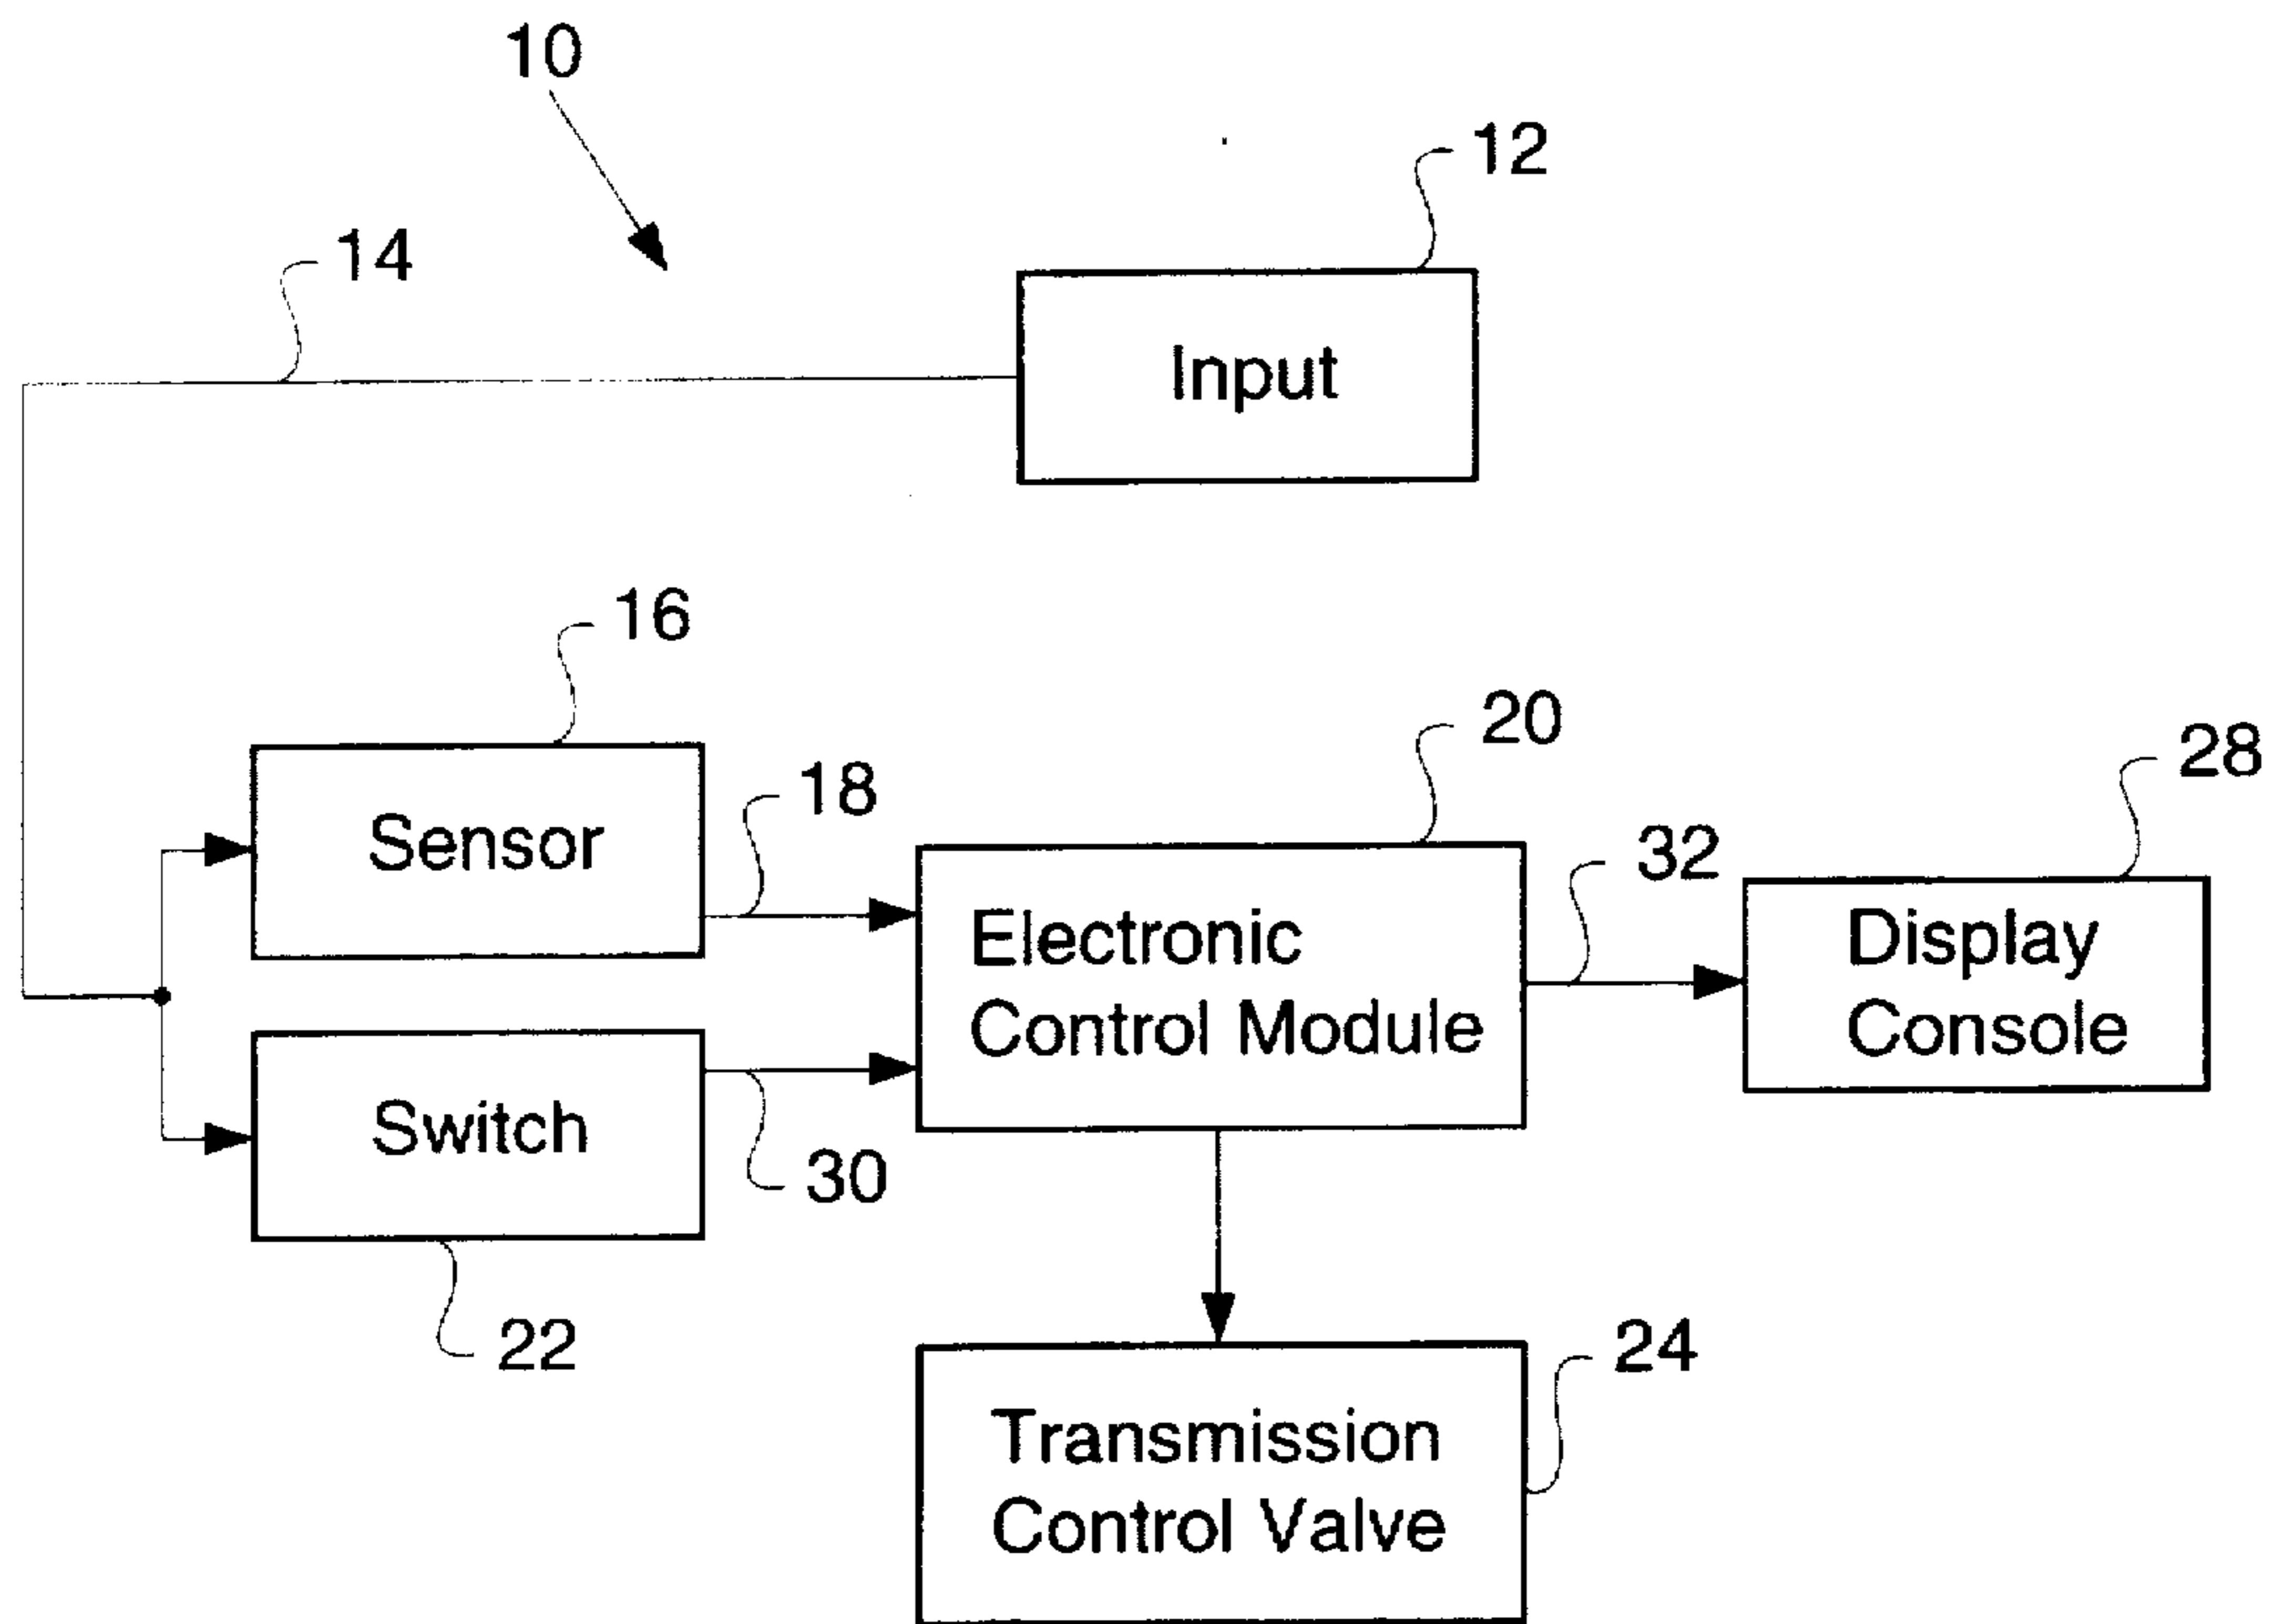 10
12
14
Input
16
20
28
18
Sensor
32
Electronic
Control Module
Display
Console
Switch
30
22
24
Transmission
Control Valve